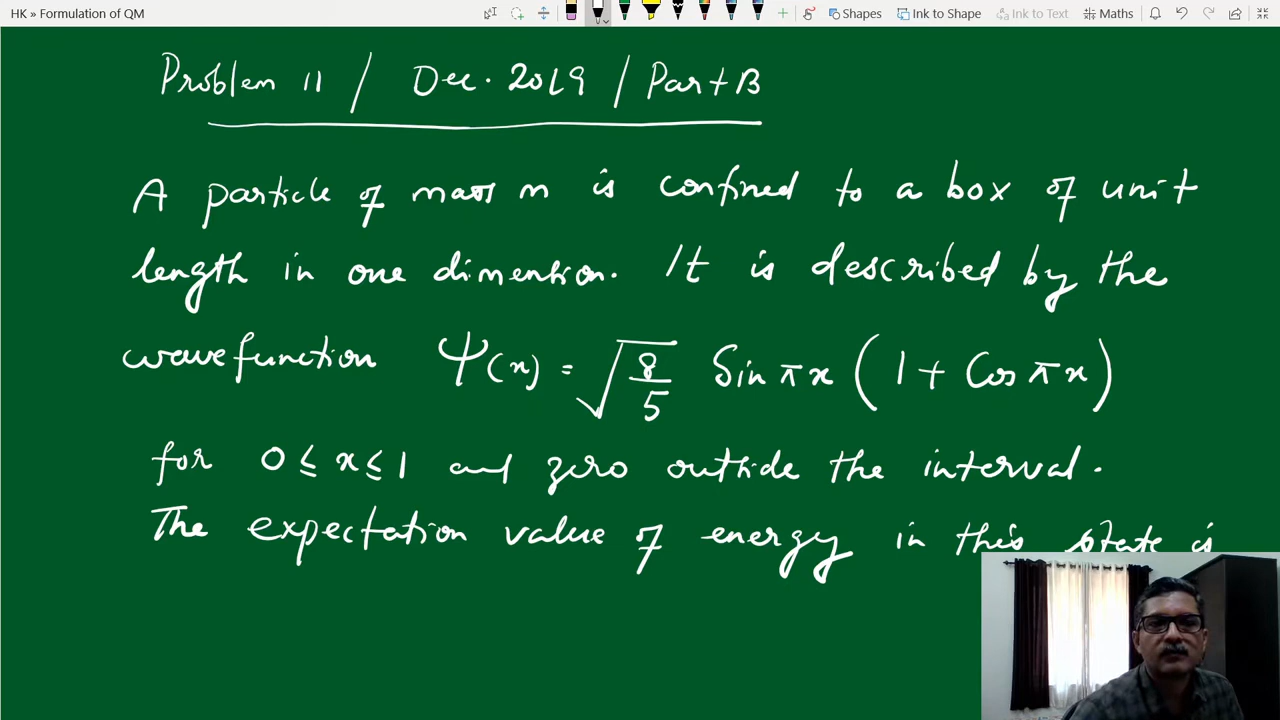 HK » Formulation of QM
Shapes Ink to Shape Ink to Text Maths
Problem 11 / Dec. 2019 / Part B
A particle of mass m is confined to a box of unit
length in one dimention. It is described by the
wavefunction Ψ(x) = √(8/5) Sin πx (1 + Cos πx)
for 0 ≤ x ≤ 1 and zero outside the interval.
The expectation value of energy in this state is